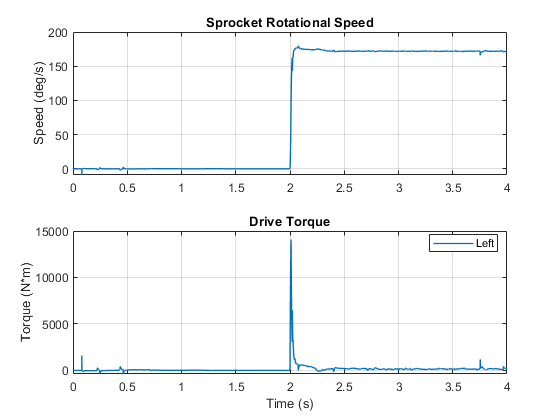 Sprocket Rotational Speed
200
150
100
50
0
Speed (deg/s)
0 0.5 1 1.5 2 2.5 3 3.5 4
Drive Torque
15000
10000
5000
0
Torque (N*m)
Left
0 0.5 1 1.5 2 2.5 3 3.5 4
Time (s)